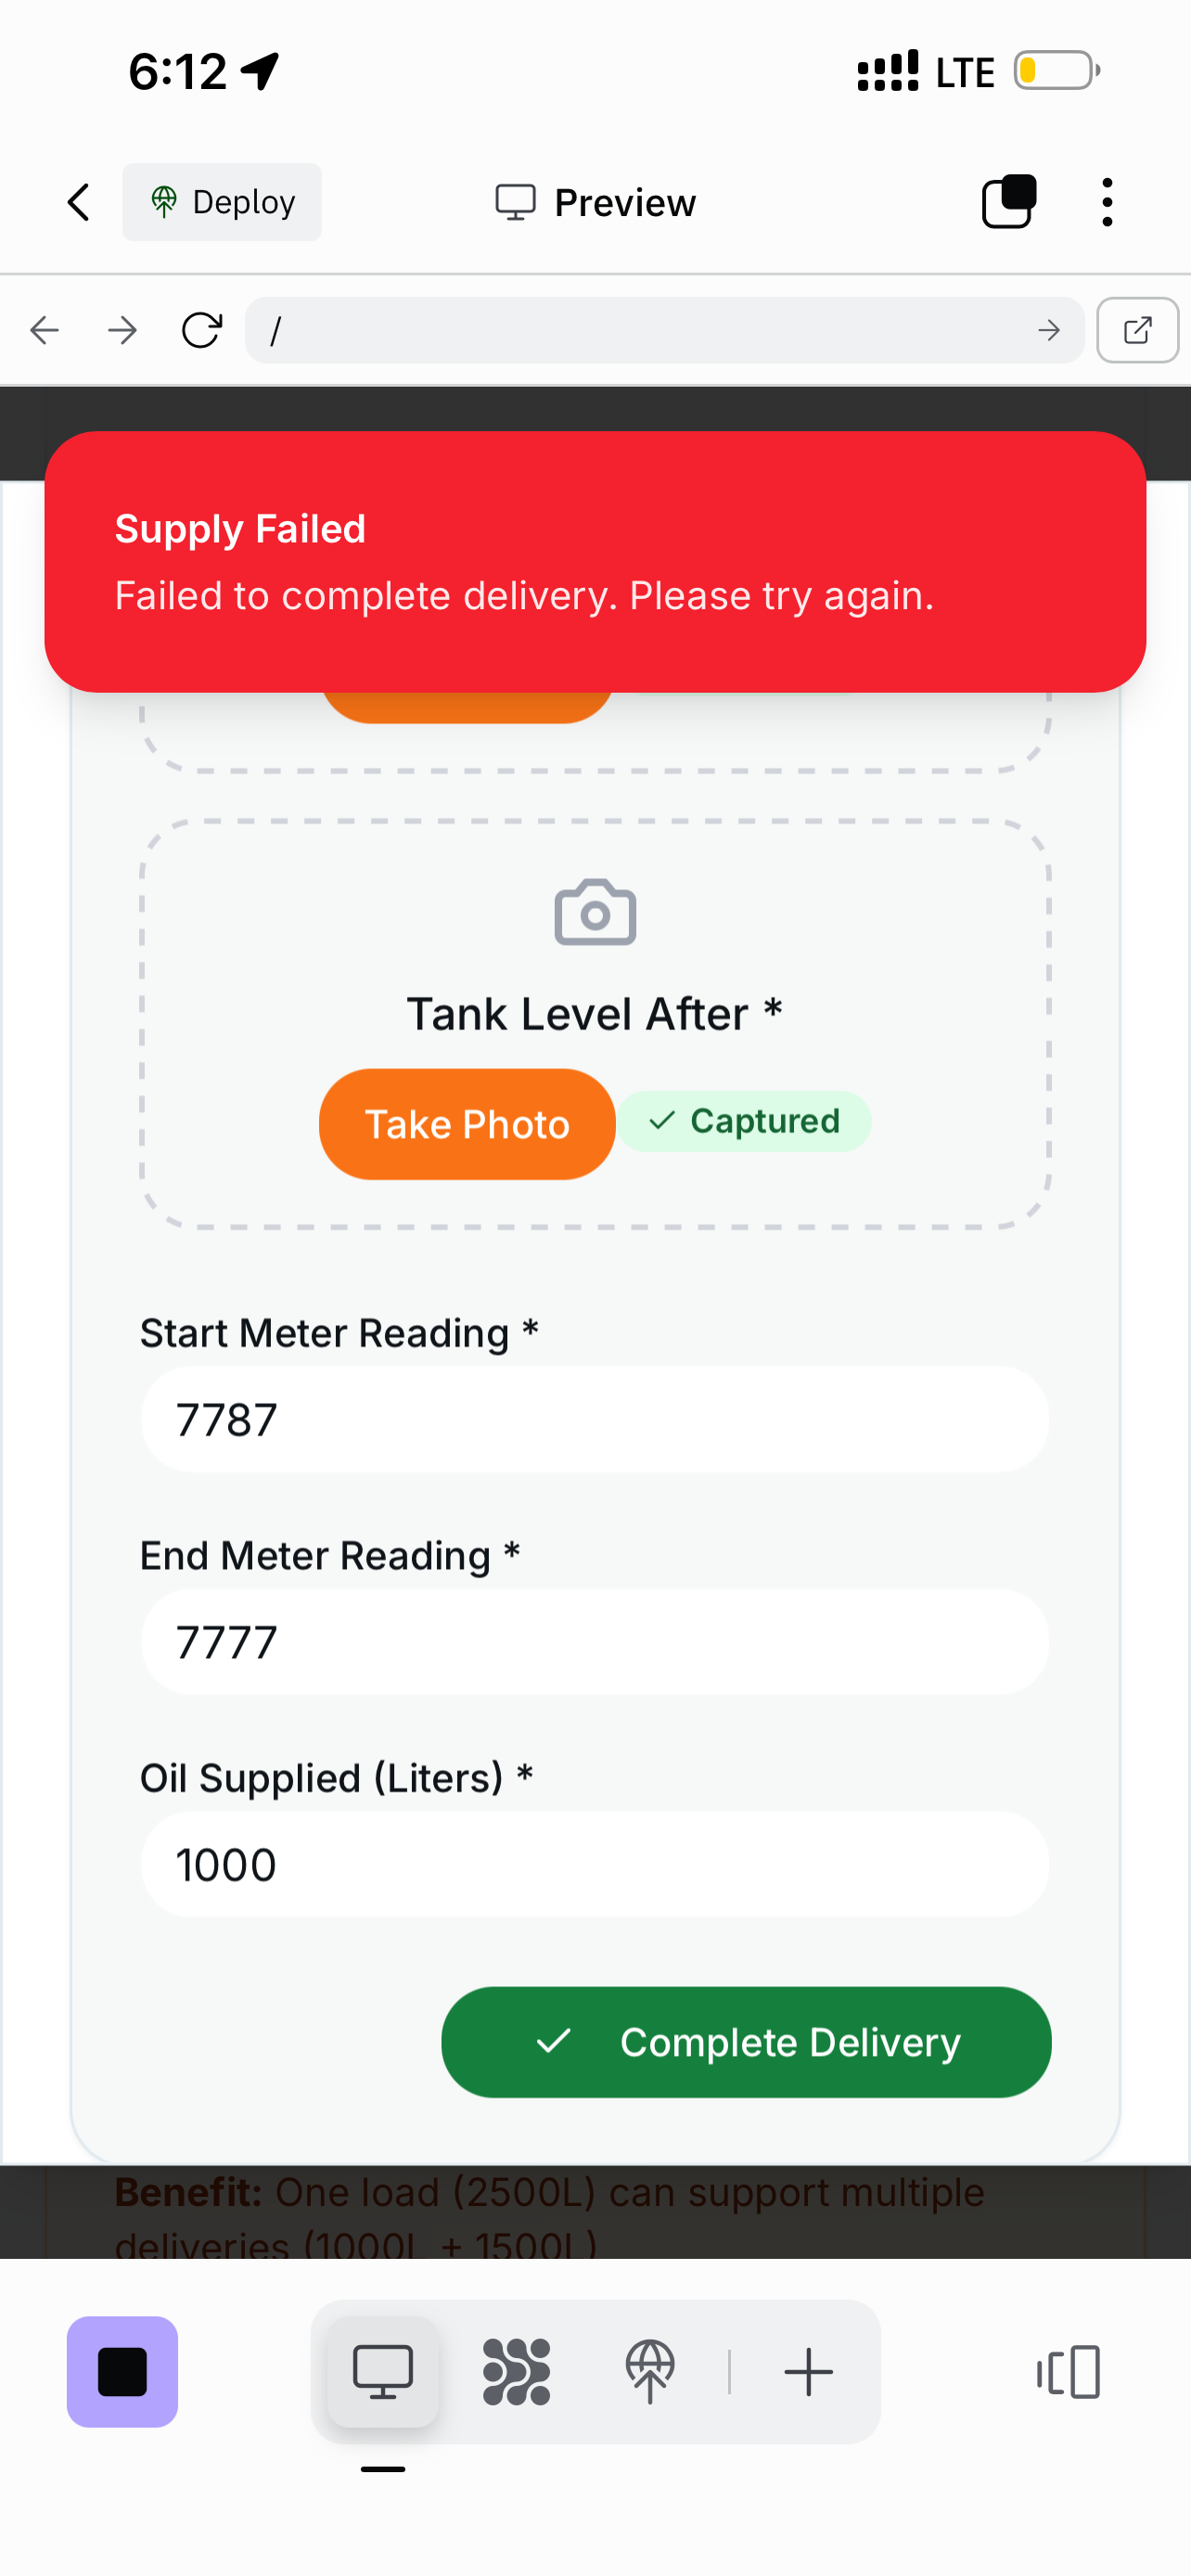 6:12
LTE
Deploy
Preview
/
Supply Failed
Failed to complete delivery. Please try again.
Tank Level After *
Take Photo
Captured
Start Meter Reading *
7787
End Meter Reading *
7777
Oil Supplied (Liters) *
1000
Complete Delivery
Benefit: One load (2500L) can support multiple
deliveries (1000L + 1500L)